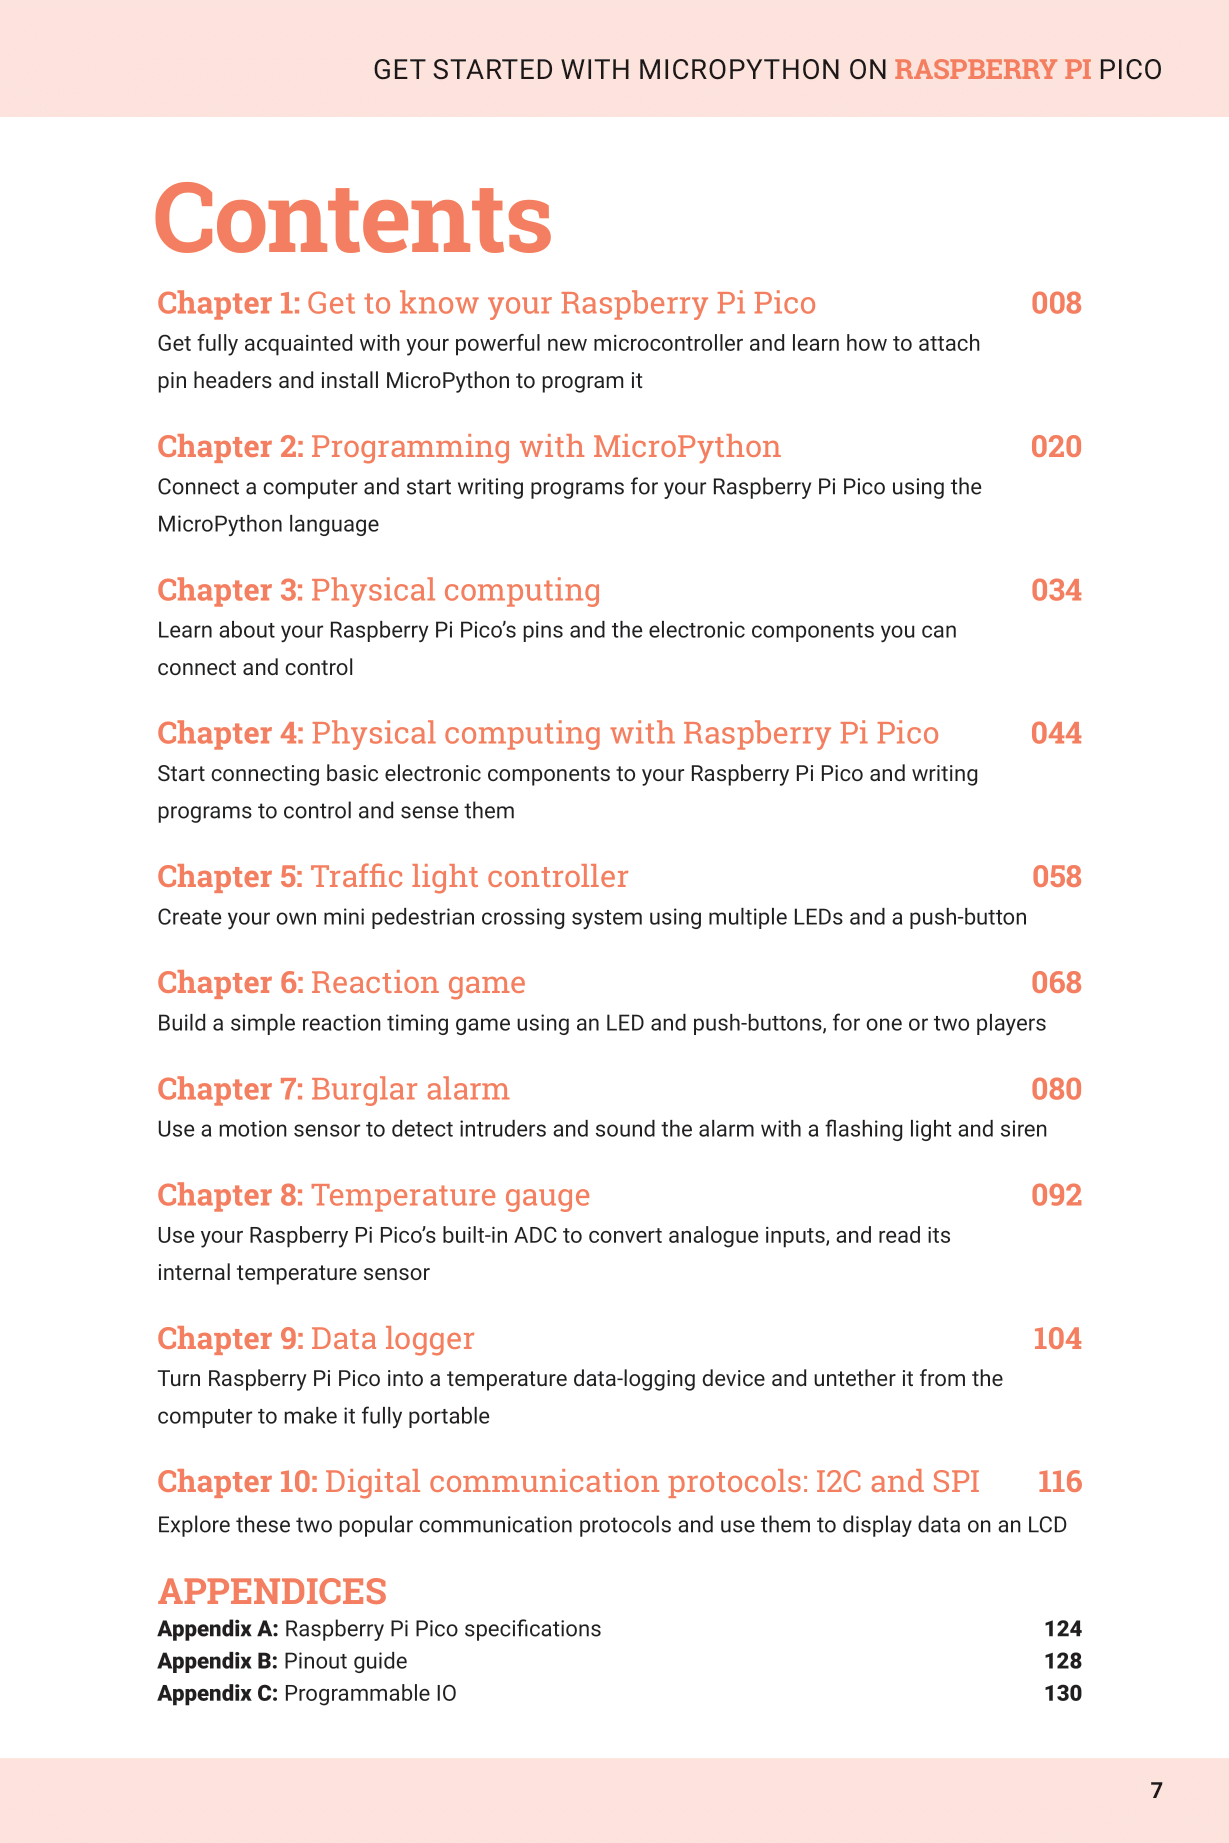 GET STARTED WITH MICROPYTHON ON RASPBERRY PI PICO
Contents
Chapter 1: Get to know your Raspberry Pi Pico 008
Get fully acquainted with your powerful new microcontroller and learn how to attach
pin headers and install MicroPython to program it
Chapter 2: Programming with MicroPython 020
Connect a computer and start writing programs for your Raspberry Pi Pico using the
MicroPython language
Chapter 3: Physical computing 034
Learn about your Raspberry Pi Pico’s pins and the electronic components you can
connect and control
Chapter 4: Physical computing with Raspberry Pi Pico 044
Start connecting basic electronic components to your Raspberry Pi Pico and writing
programs to control and sense them
Chapter 5: Traffic light controller 058
Create your own mini pedestrian crossing system using multiple LEDs and a push-button
Chapter 6: Reaction game 068
Build a simple reaction timing game using an LED and push-buttons, for one or two players
Chapter 7: Burglar alarm 080
Use a motion sensor to detect intruders and sound the alarm with a flashing light and siren
Chapter 8: Temperature gauge 092
Use your Raspberry Pi Pico’s built-in ADC to convert analogue inputs, and read its
internal temperature sensor
Chapter 9: Data logger 104
Turn Raspberry Pi Pico into a temperature data-logging device and untether it from the
computer to make it fully portable
Chapter 10: Digital communication protocols: I2C and SPI 116
Explore these two popular communication protocols and use them to display data on an LCD
APPENDICES
Appendix A: Raspberry Pi Pico specifications 124
Appendix B: Pinout guide 128
Appendix C: Programmable IO 130
7